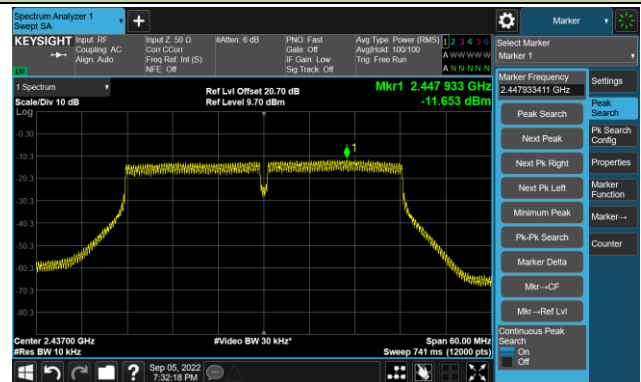 Spectrum Analyzer 1
Swept SA
Marker
KEYSIGHT
Input: RF
Coupling: AC
Align: Auto
Input Z: 50 Ω
Corr CCorr
Freq Ref: Int (S)
NFE: Off
#Atten: 6 dB
PNO: Fast
Gate: Off
IF Gain: Low
Sig Track: Off
Avg Type: Power (RMS)
Avg|Hold: 100/100
Trig: Free Run
1 2 3 4 5 6
A WWWWW
A N N N N N
LXI
Select Marker
Marker 1
1 Spectrum
Scale/Div 10 dB
Log
Ref Lvl Offset 20.70 dB
Ref Level 9.70 dBm
Mkr1 2.447 933 GHz
-11.653 dBm
1
-0.30
-10.3
-20.3
-30.3
-40.3
-50.3
-60.3
-70.3
-80.3
Center 2.43700 GHz
#Res BW 10 kHz
#Video BW 30 kHz*
Span 60.00 MHz
Sweep 741 ms (12000 pts)
Marker Frequency
2.447933411 GHz
Peak Search
Next Peak
Next Pk Right
Next Pk Left
Minimum Peak
Pk-Pk Search
Marker Delta
Mkr→CF
Mkr→Ref Lvl
Continuous Peak
Search
On
Off
Settings
Peak
Search
Pk Search
Config
Properties
Marker
Function
Marker→
Counter
Sep 05, 2022
7:32:18 PM